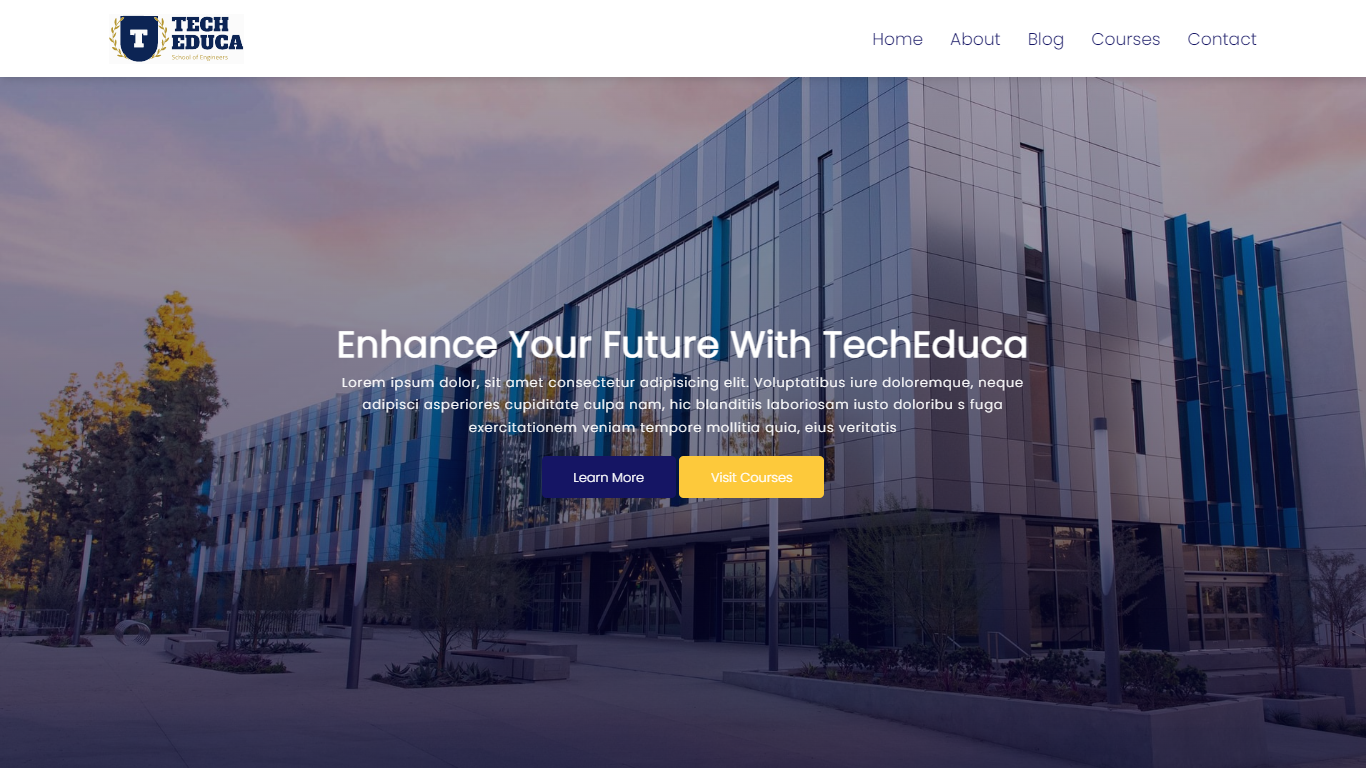 T
TECH
EDUCA
School of Engineers
Home About Blog Courses Contact
Enhance Your Future With TechEduca
Lorem ipsum dolor, sit amet consectetur adipisicing elit. Voluptatibus iure doloremque, neque
adipisci asperiores cupiditate culpa nam, hic blanditiis laboriosam iusto doloribu s fuga
exercitationem veniam tempore mollitia quia, eius veritatis
Learn More Visit Courses